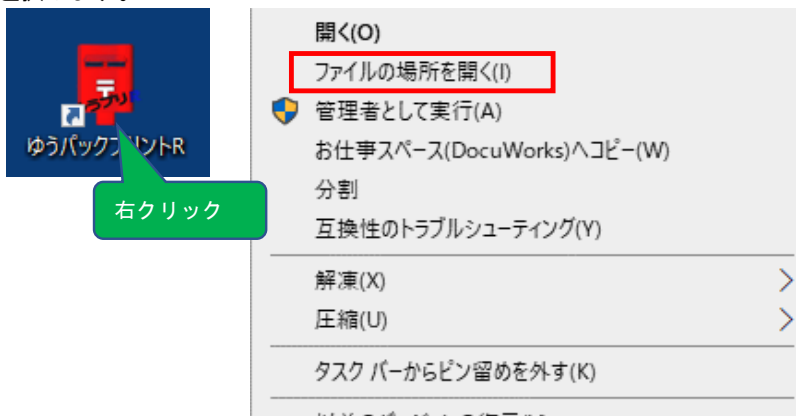 ゆうパックプリントR
右クリック
開く(O)
ファイルの場所を開く(I)
管理者として実行(A)
お仕事スペース(DocuWorks)へコピー(W)
分割
互換性のトラブルシューティング(Y)
解凍(X)
圧縮(U)
タスク バーからピン留めを外す(K)